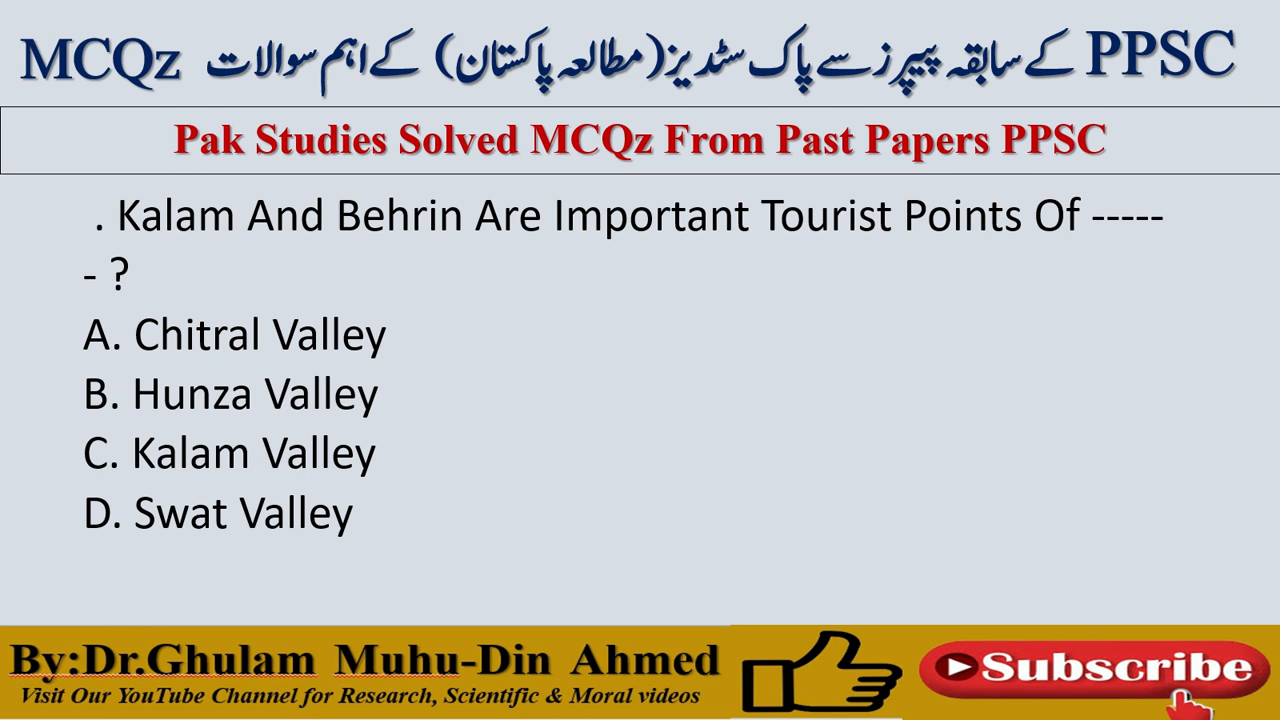 PPSC کے سابقہ پیپرز سے پاک سٹڈیز (مطالعہ پاکستان) کے اہم سوالات MCQz
Pak Studies Solved MCQz From Past Papers PPSC
. Kalam And Behrin Are Important Tourist Points Of -----
- ?
A. Chitral Valley
B. Hunza Valley
C. Kalam Valley
D. Swat Valley
By:Dr.Ghulam Muhu-Din Ahmed
Visit Our YouTube Channel for Research, Scientific & Moral videos
Subscribe